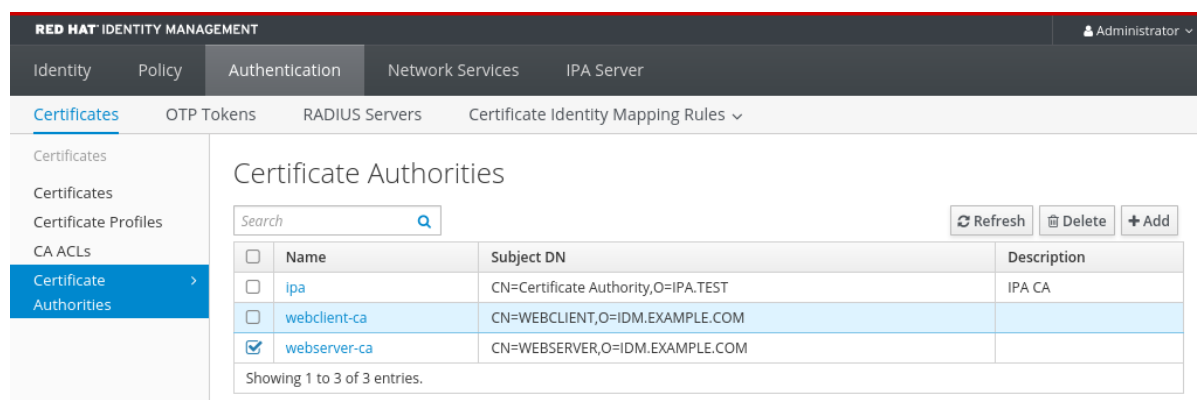 RED HAT® IDENTITY MANAGEMENT Administrator
Identity Policy Authentication Network Services IPA Server
Certificates OTP Tokens RADIUS Servers Certificate Identity Mapping Rules
Certificates
Certificates
Certificate Profiles
CA ACLs
Certificate
Authorities
Certificate Authorities
Search Refresh Delete Add
Name Subject DN Description
ipa CN=Certificate Authority,O=IPA.TEST IPA CA
webclient-ca CN=WEBCLIENT,O=IDM.EXAMPLE.COM
webserver-ca CN=WEBSERVER,O=IDM.EXAMPLE.COM
Showing 1 to 3 of 3 entries.